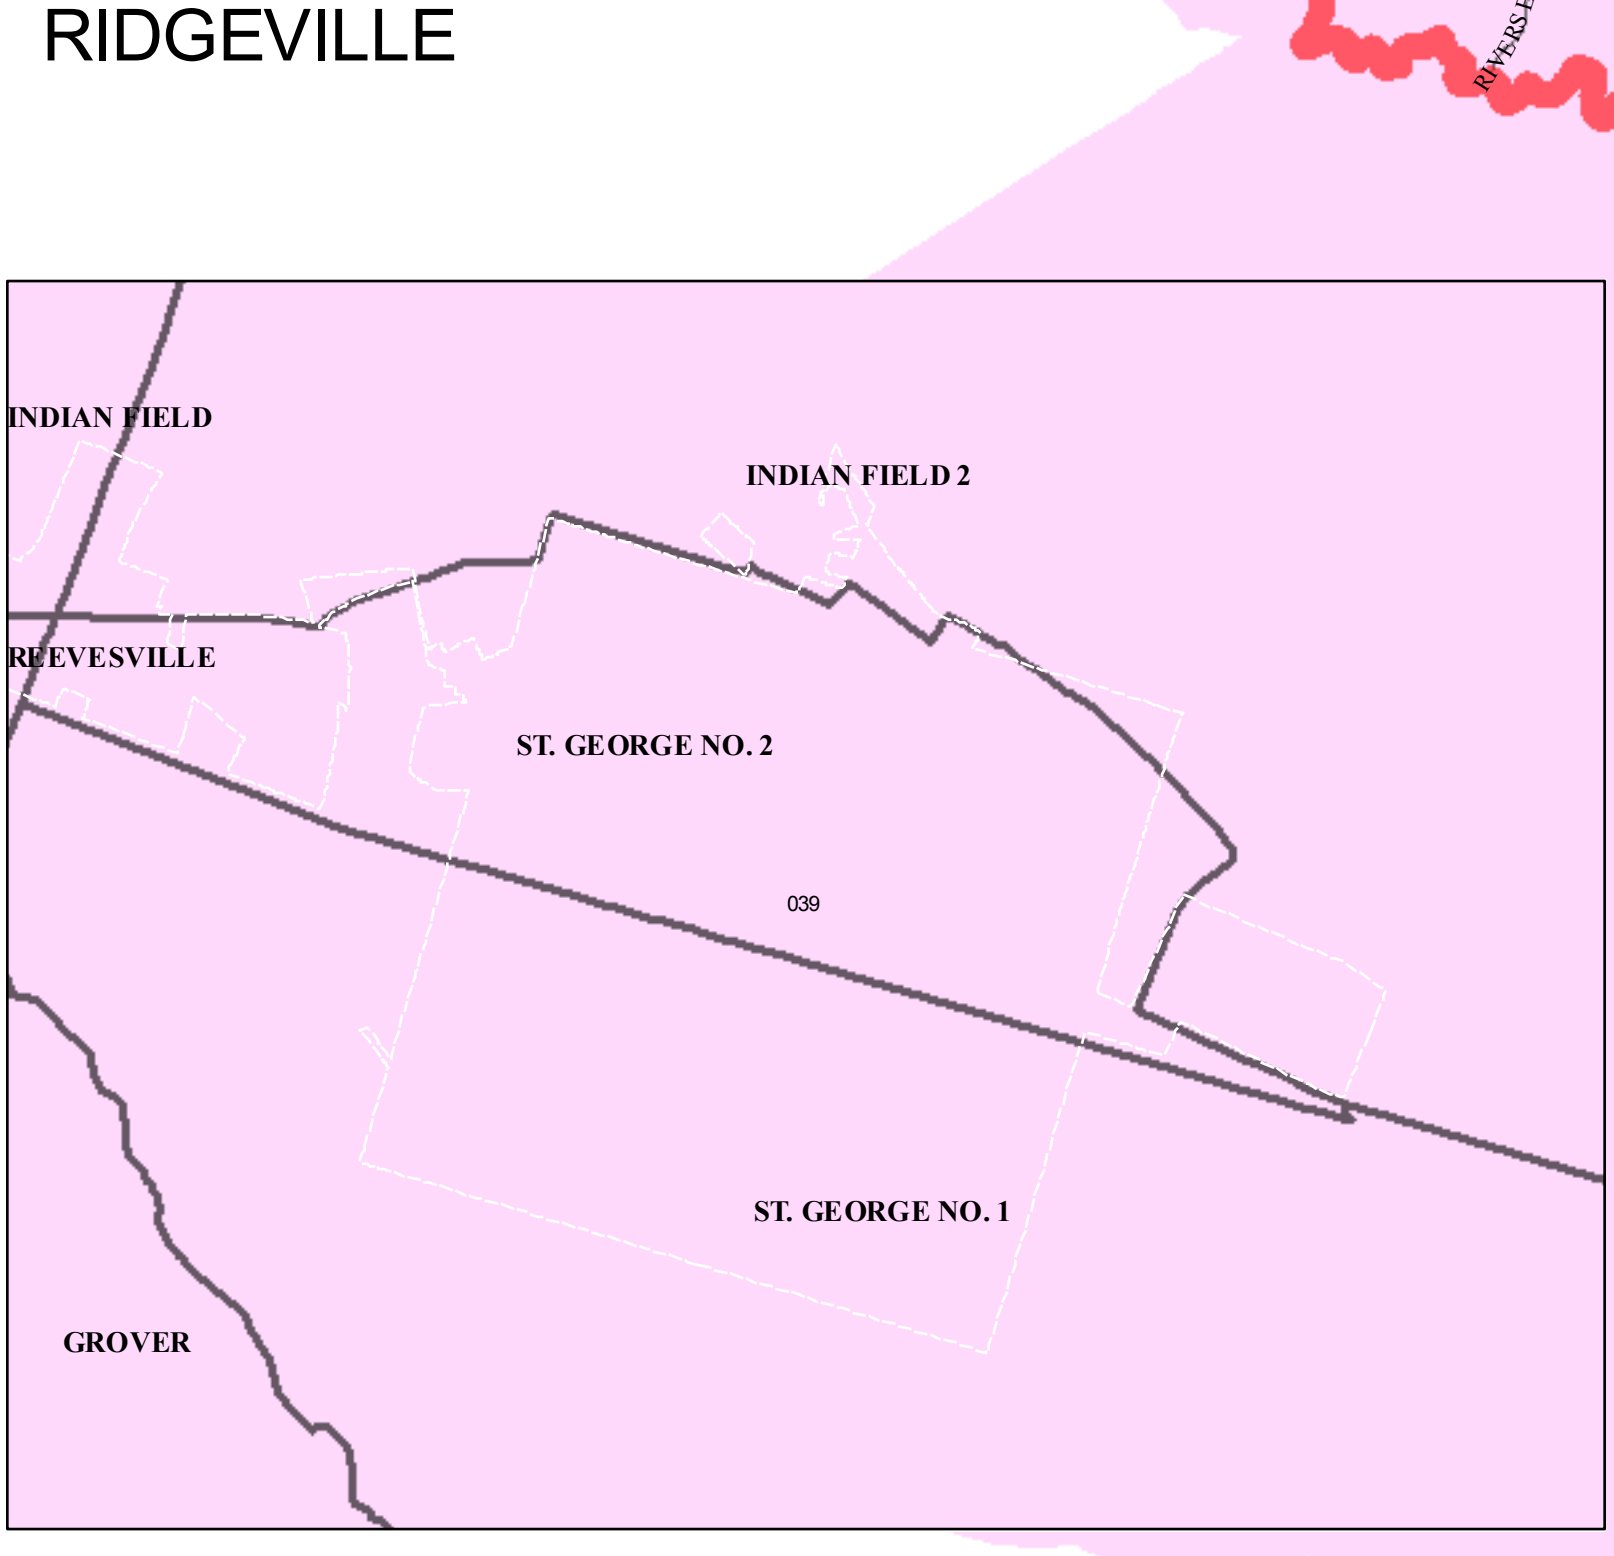 RIDGEVILLE
INDIAN FIELD
INDIAN FIELD 2
REEVESVILLE
ST. GEORGE NO. 2
039
ST. GEORGE NO. 1
GROVER